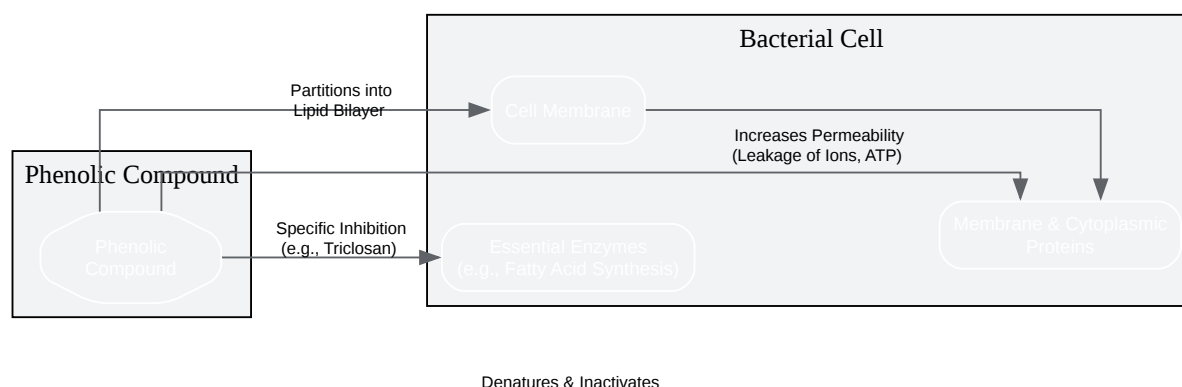 Bacterial Cell
Partitions into
Lipid Bilayer
Cell Membrane
Increases Permeability
(Leakage of Ions, ATP)
Phenolic Compound
Phenolic
Compound
Specific Inhibition
(e.g., Triclosan)
Essential Enzymes
(e.g., Fatty Acid Synthesis)
Membrane & Cytoplasmic
Proteins
Denatures & Inactivates